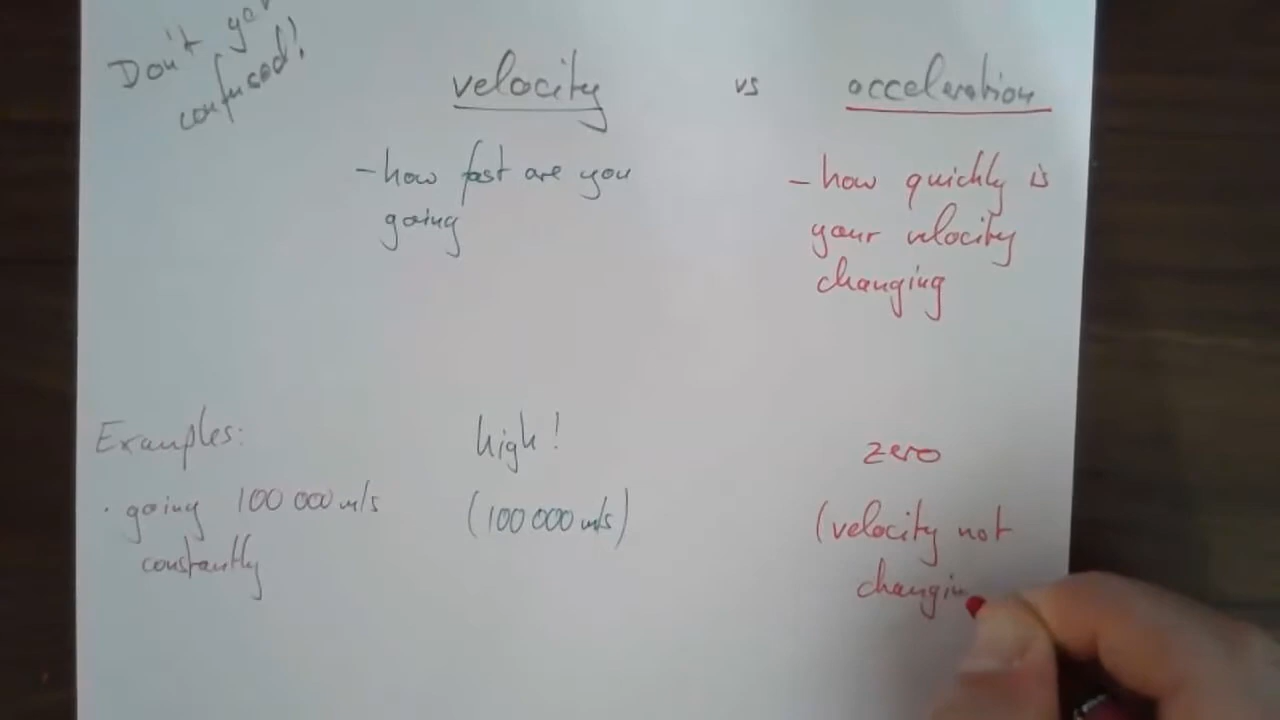 Don't get
confused!
velocity vs acceleration
- how fast are you
going
- how quickly is
your velocity
changing
Examples:
high!
zero
· going 100 000 m/s
constantly
(100 000 m/s)
(velocity not
changin